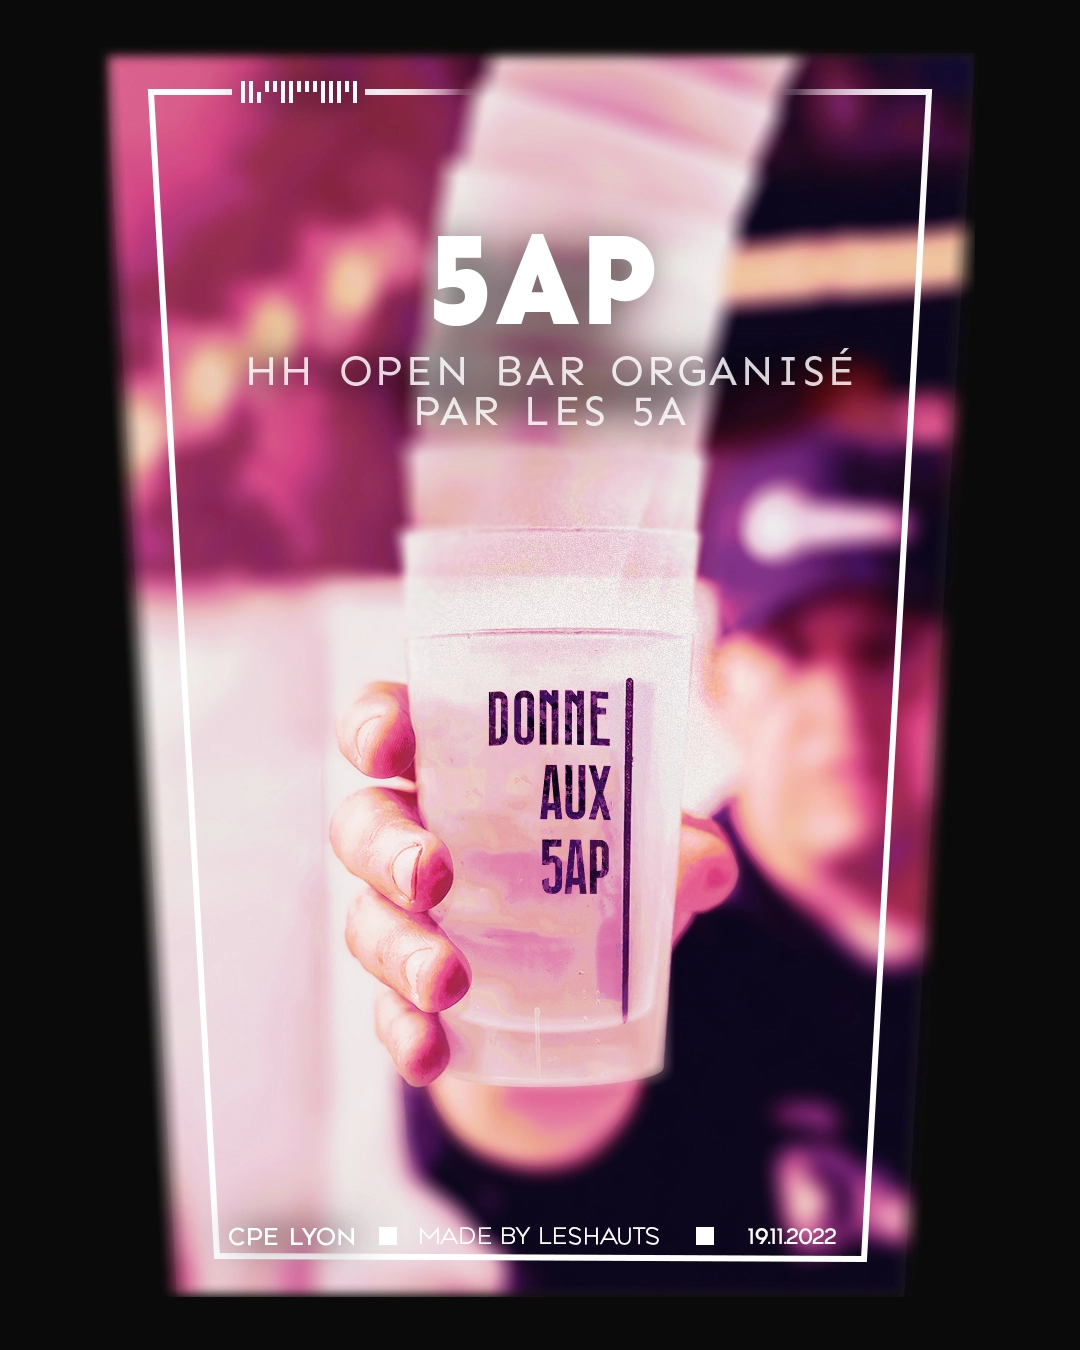 5AP
HH OPEN BAR ORGANISÉ
PAR LES 5A
DONNE
AUX
5AP
CPE LYON ■ MADE BY LESHAUTS ■ 19.11.2022